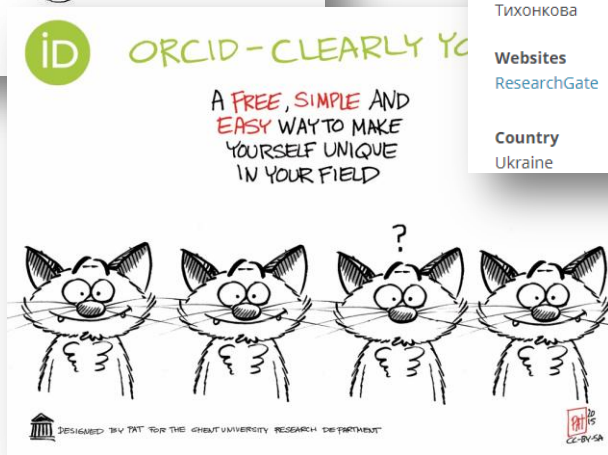 Тихонкова
Websites
ResearchGate
Country
Ukraine
iD
ORCID - CLEARLY YO
A FREE, SIMPLE AND
EASY WAY TO MAKE
YOURSELF UNIQUE
IN YOUR FIELD
?
DESIGNED BY PAT FOR THE GHENT UNIVERSITY RESEARCH DEPARTMENT
PAT 2015
CC-BY-SA